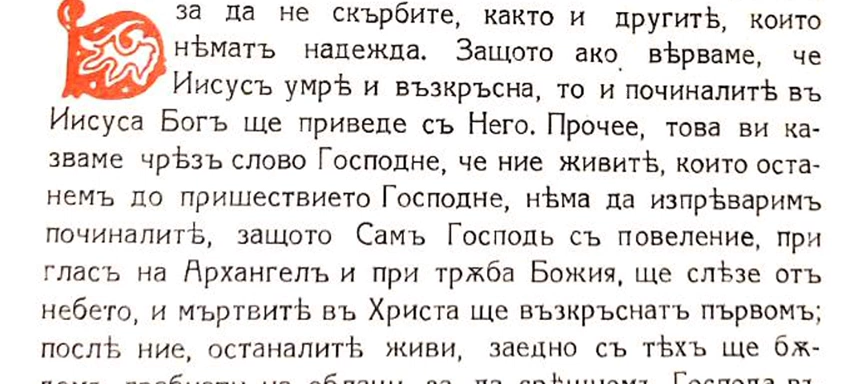 за да не скърбите, както и другитѣ, които
нѣматъ надежда. Защото ако вѣрваме, че
Иисусъ умрѣ и възкръсна, то и починалитѣ въ
Иисуса Богъ ще приведе съ Него. Прочее, това ви ка-
зваме чрѣзъ слово Господне, че ние живитѣ, които оста-
немъ до пришествието Господне, нѣма да изпрѣваримъ
починалитѣ, защото Самъ Господь съ повеление, при
гласъ на Архангелъ и при трѫба Божия, ще слѣзе отъ
небето, и мъртвитѣ въ Христа ще възкръснатъ първомъ;
послѣ ние, останалитѣ живи, заедно съ тѣхъ ще бѫ-